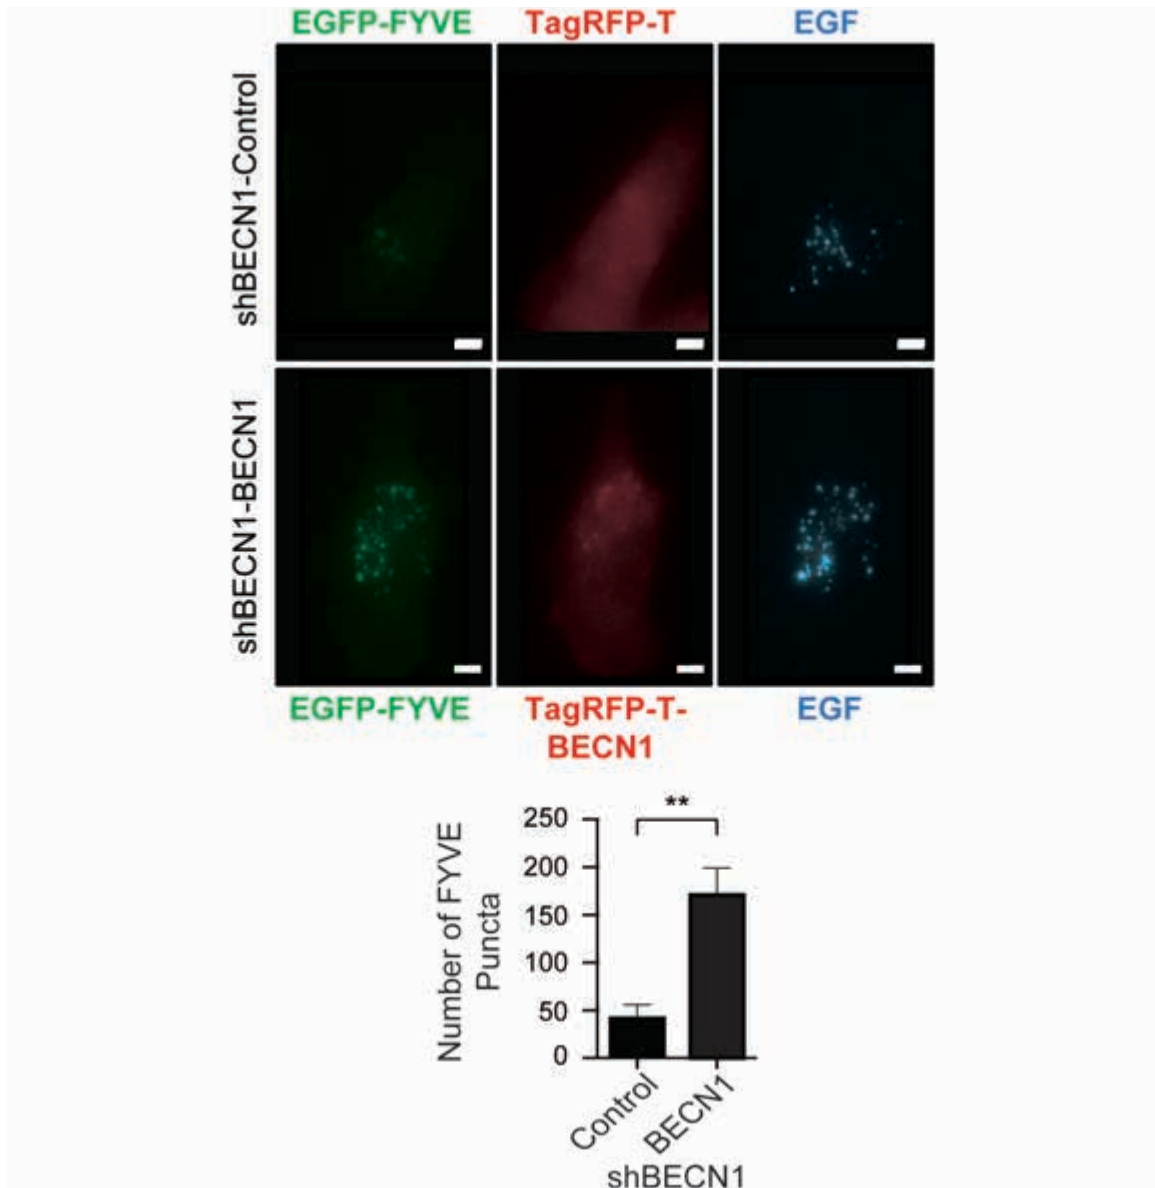 EGFP-FYVE TagRFP-T EGF
shBECN1-Control
shBECN1-BECN1
EGFP-FYVE TagRFP-T- EGF
BECN1
**
Number of FYVE
Puncta
250
200
150
100
50
0
Control
BECN1
shBECN1